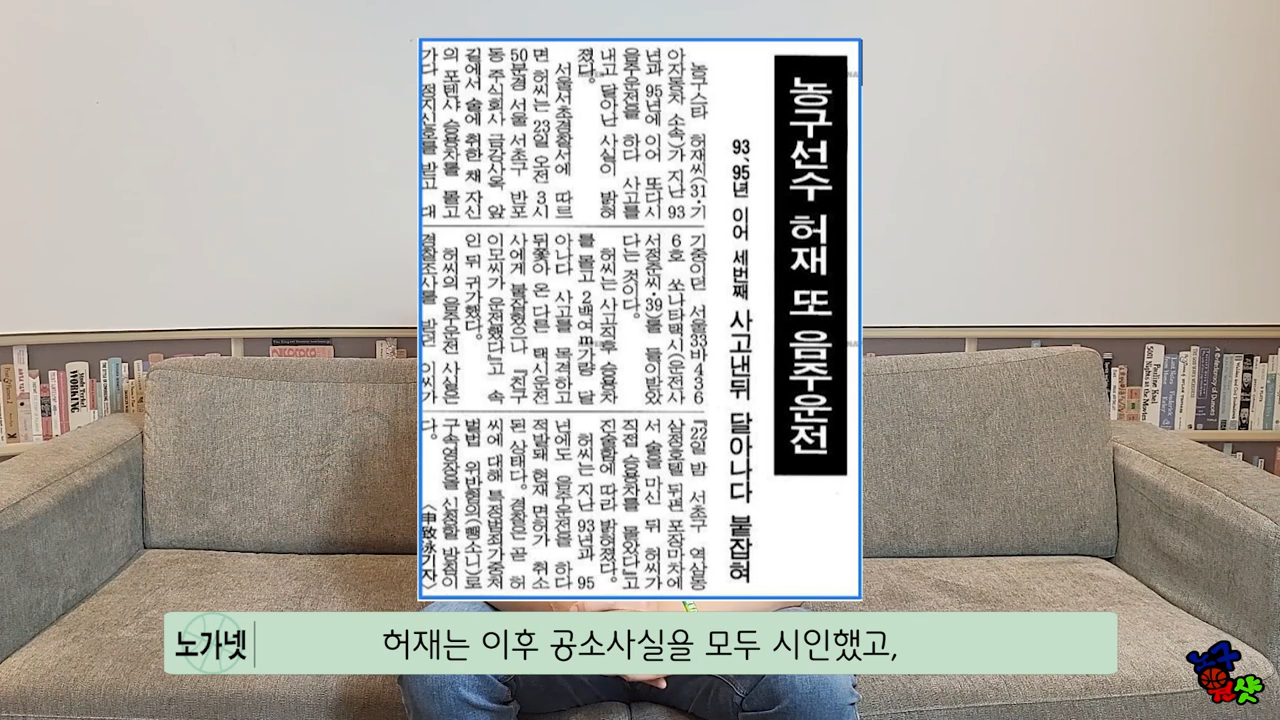 농구선수 허재 또 음주운전
93, 95년 이어 세번째 사고낸뒤 달아나다 붙잡혀
농구스타 허재씨(31·기
아자동차 소속)가 지난 93
년과 95년에 이어 또다시
음주운전을 하다 사고를
내고 달아난 사실이 밝혀
졌다.
서울서초경찰서에 따르
면 허씨는 23일 오전 3시
50분경 서울 서초구 반포
동 주식회사 금강사옥 앞
길에서 술에 취한 채 자신
의 포텐샤 승용차를 몰고
가다 정지신호를 받고 대
기중이던 서울33바436
6호 쏘나타택시(운전사
서정준씨·39)를 들이받았
다는 것이다.
허씨는 사고직후 승용차
를 몰고 2백여m가량 달
아나다 사고를 목격하고
뒤쫓아 온 다른 택시운전
사에게 붙잡혔으나 『친구
이모씨가 운전했다』고 속
인 뒤 귀가했다.
허씨의 음주운전 사실은
경찰조사를 받던 이씨가
『22일 밤 서초구 역삼동
삼정호텔 뒤편 포장마차에
서 술을 마신 뒤 허씨가
직접 승용차를 몰았다』고
진술함에 따라 밝혀졌다.
허씨는 지난 93년과 95
년에도 음주운전을 하다
적발돼 현재 면허가 취소
된 상태다. 경찰은 곧 허
씨에 대해 특정범죄가중처
벌법 위반혐의(뺑소니)로
구속영장을 신청할 방침이
다. 〈申致泳기자〉
노가넷
허재는 이후 공소사실을 모두 시인했고,
농구
원샷